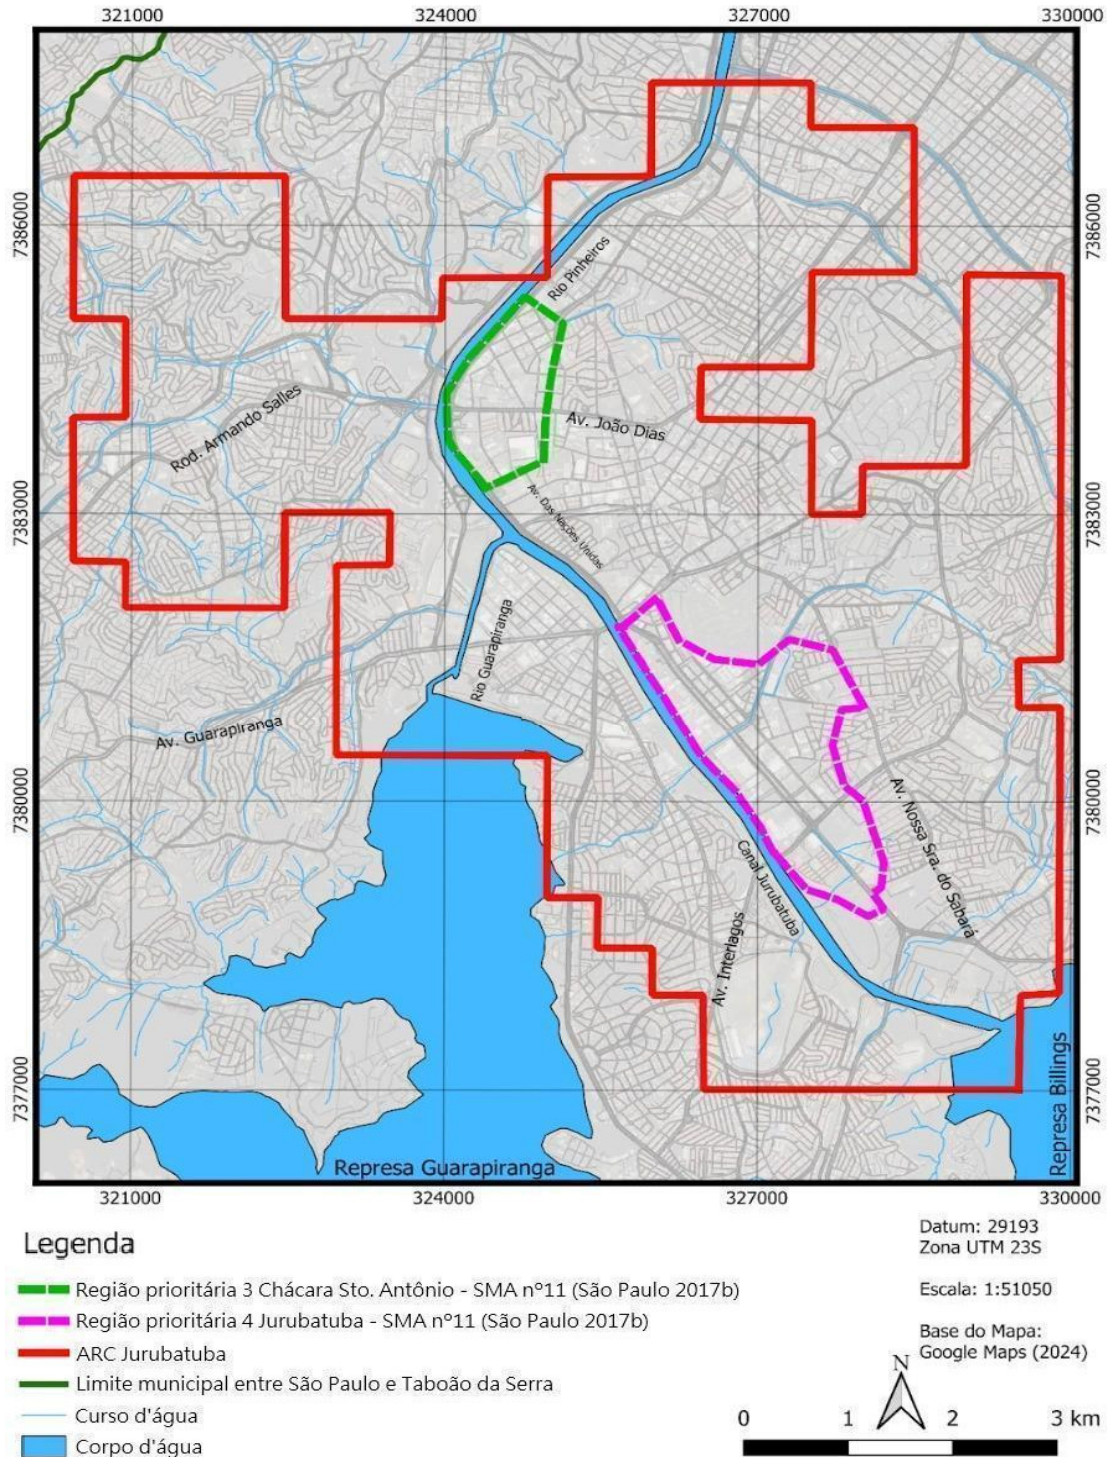 321000
324000
327000
330000
7386000
7386000
Rio Pinheiros
Rod. Armando Salles
Av. João Dias
Av. Das Nações Unidas
7383000
7383000
Rio Guarapiranga
Av. Guarapiranga
7380000
7380000
Av. Nossa Sra. do Sabará
Canal Jurubatuba
Av. Interlagos
7377000
7377000
Represa Billings
Represa Guarapiranga
321000
324000
327000
330000
Legenda
Região prioritária 3 Chácara Sto. Antônio - SMA nº11 (São Paulo 2017b)
Região prioritária 4 Jurubatuba - SMA nº11 (São Paulo 2017b)
ARC Jurubatuba
Limite municipal entre São Paulo e Taboão da Serra
Curso d'água
Corpo d'água
Datum: 29193
Zona UTM 23S
Escala: 1:51050
Base do Mapa:
Google Maps (2024)
N
0 1 2 3 km